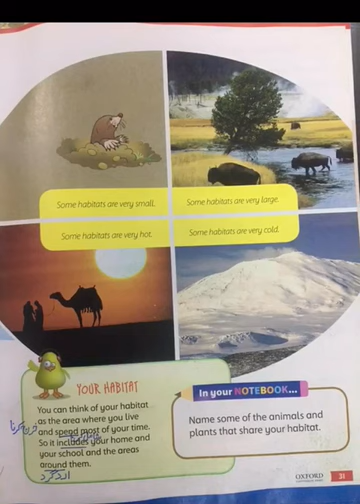 Some habitats are very small.
Some habitats are very large.
Some habitats are very hot.
Some habitats are very cold.
YOUR HABITAT
You can think of your habitat
as the area where you live
and spend most of your time.
So it includes your home and
your school and the areas
around them.
In your NOTEBOOK...
Name some of the animals and
plants that share your habitat.
OXFORD
31